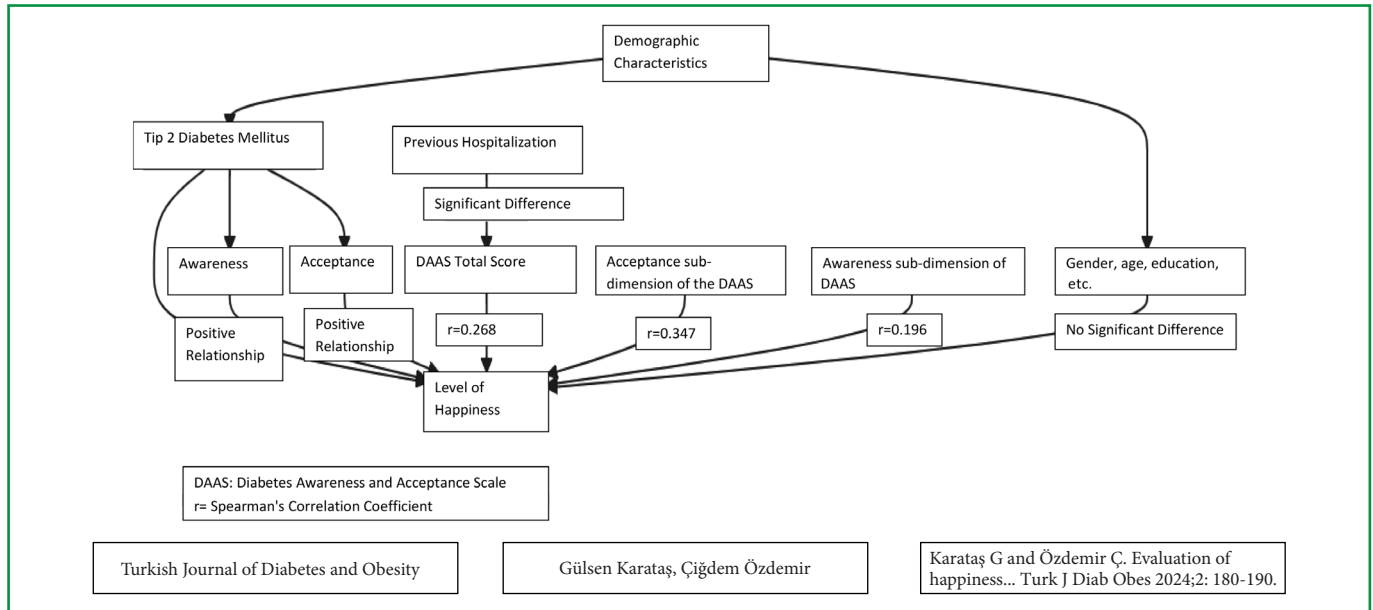 Demographic
Characteristics
Tip 2 Diabetes Mellitus
Previous Hospitalization
Significant Difference
Awareness
Acceptance
DAAS Total Score
Acceptance sub-
dimension of the DAAS
Awareness sub-dimension of
DAAS
Gender, age, education,
etc.
Positive
Relationship
Positive
Relationship
r=0.268
r=0.347
r=0.196
No Significant Difference
Level of
Happiness
DAAS: Diabetes Awareness and Acceptance Scale
r= Spearman's Correlation Coefficient
Turkish Journal of Diabetes and Obesity
Gülsen Karataş, Çiğdem Özdemir
Karataş G and Özdemir Ç. Evaluation of
happiness... Turk J Diab Obes 2024;2: 180-190.